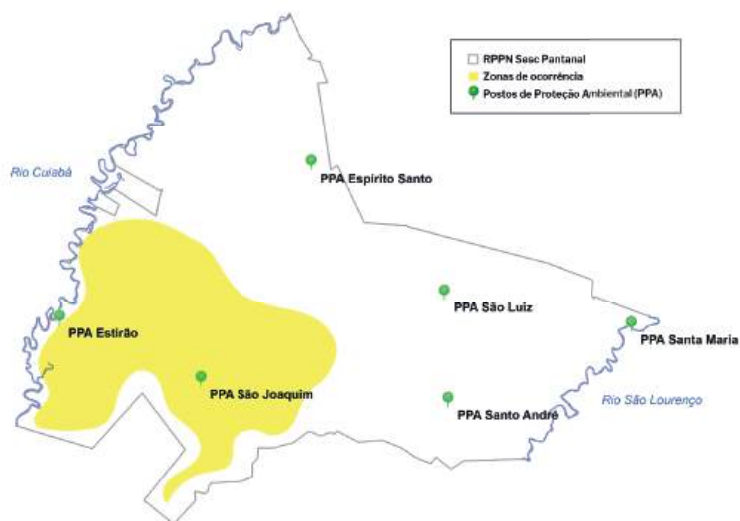 RPPN Sesc Pantanal
Zonas de ocorrência
Postos de Proteção Ambiental (PPA)
Rio Cuiabá
PPA Espírito Santo
PPA São Luiz
PPA Estirão
PPA Santa Maria
PPA São Joaquim
PPA Santo André
Rio São Lourenço